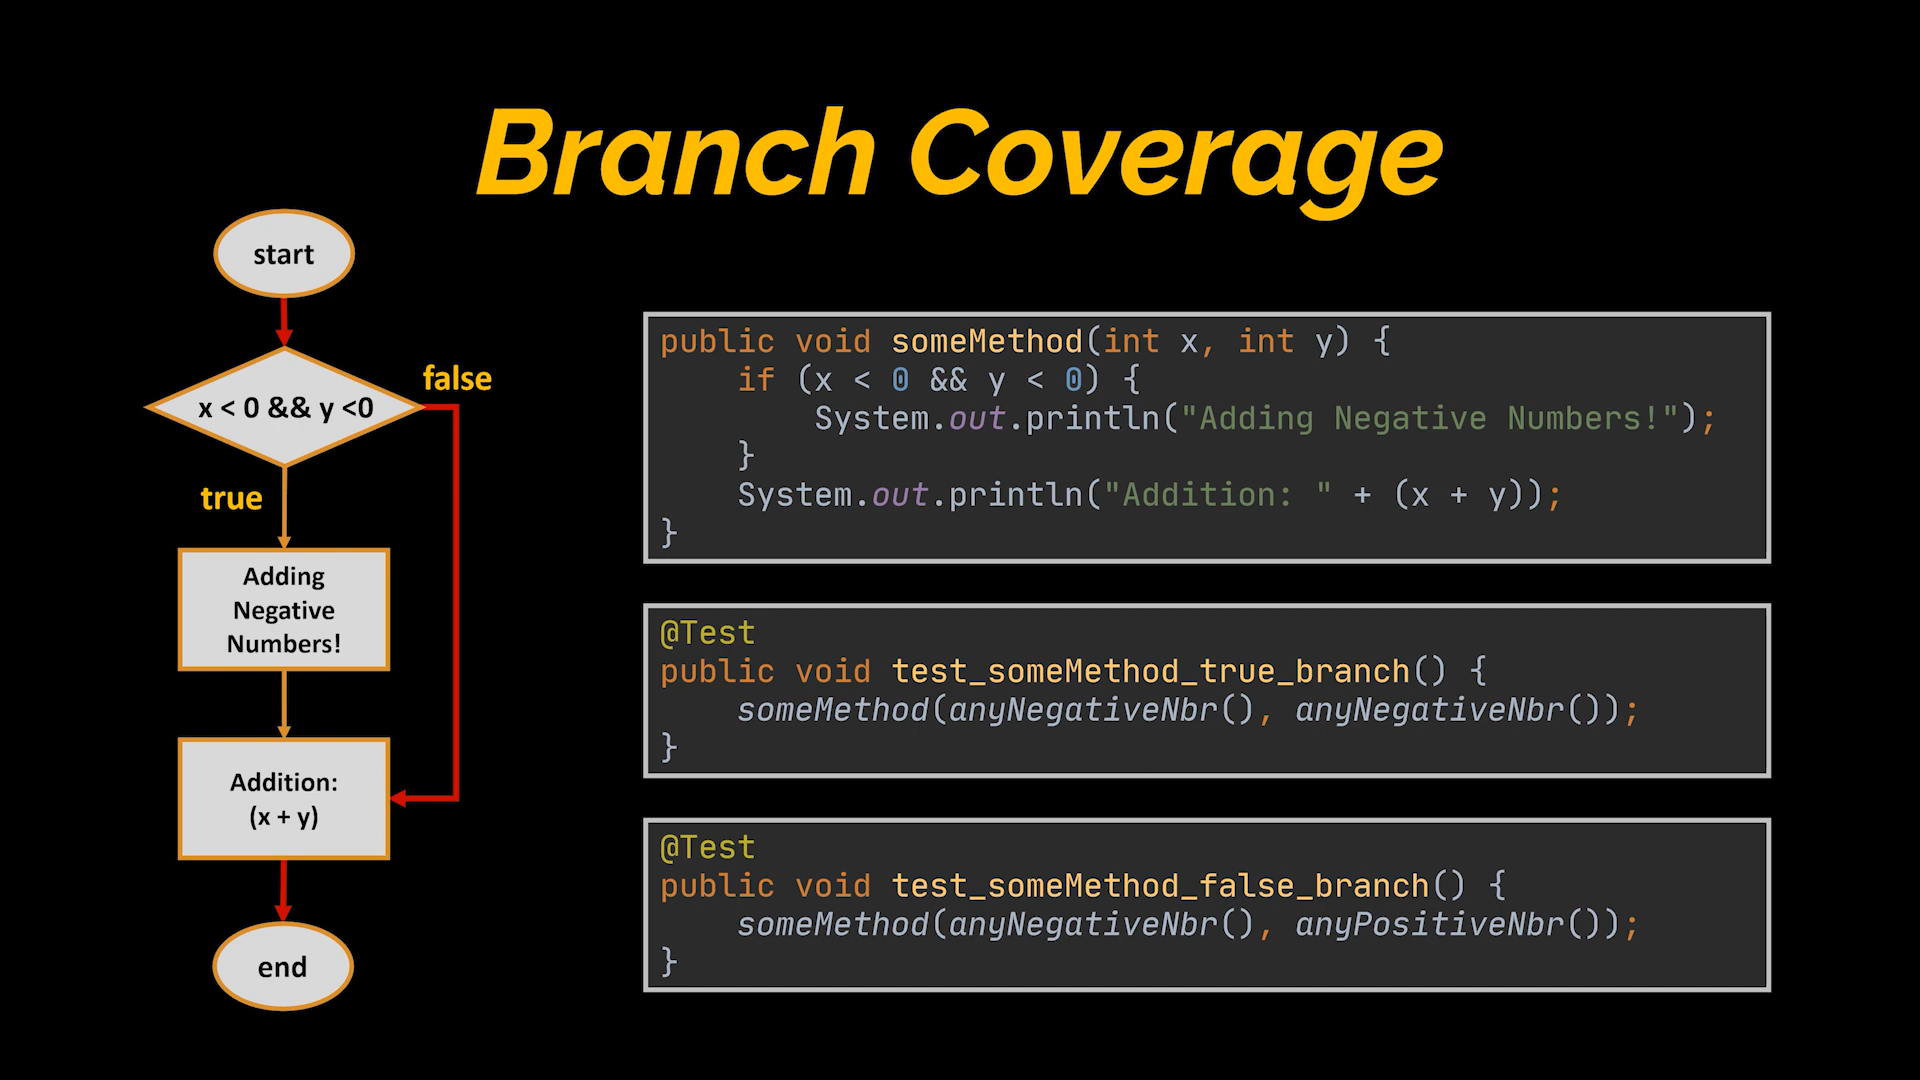 Branch Coverage
start
x < 0 && y <0
false
true
Adding
Negative
Numbers!
Addition:
(x + y)
end
public void someMethod(int x, int y) {
    if (x < 0 && y < 0) {
        System.out.println("Adding Negative Numbers!");
    }
    System.out.println("Addition: " + (x + y));
}
@Test
public void test_someMethod_true_branch() {
    someMethod(anyNegativeNbr(), anyNegativeNbr());
}
@Test
public void test_someMethod_false_branch() {
    someMethod(anyNegativeNbr(), anyPositiveNbr());
}